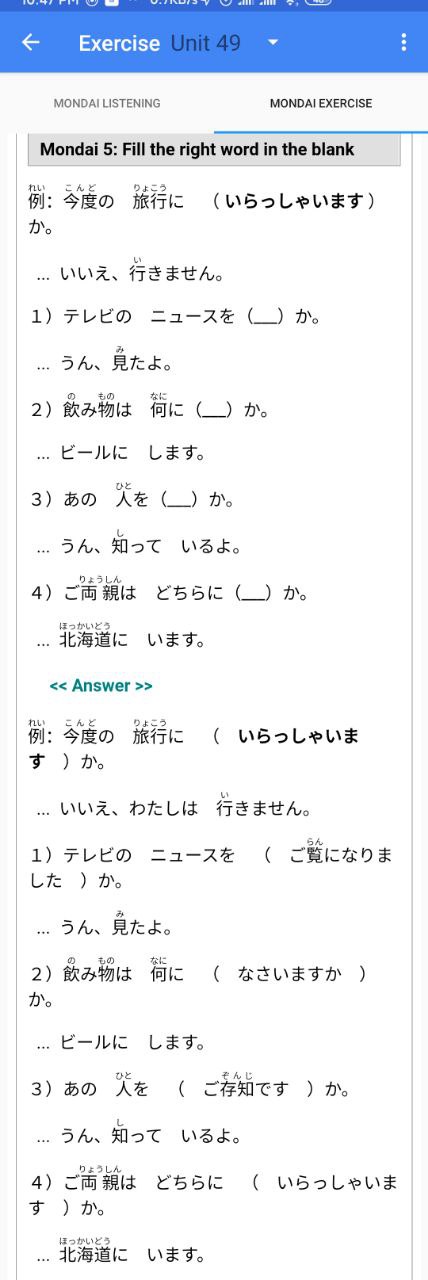 Exercise Unit 49
MONDAI LISTENING
MONDAI EXERCISE
Mondai 5: Fill the right word in the blank
例：今度の 旅行に （いらっしゃいます）
か。
… いいえ、行きません。
１）テレビの ニュースを（__）か。
… うん、見たよ。
２）飲み物は 何に（__）か。
… ビールに します。
３）あの 人を（__）か。
… うん、知って いるよ。
４）ご両親は どちらに（__）か。
… 北海道に います。
<< Answer >>
例：今度の 旅行に （ いらっしゃいま
す ）か。
… いいえ、わたしは 行きません。
１）テレビの ニュースを （ ご覧になりま
した ）か。
… うん、見たよ。
２）飲み物は 何に （ なさいますか ）
か。
… ビールに します。
３）あの 人を （ ご存知です ）か。
… うん、知って いるよ。
４）ご両親は どちらに （ いらっしゃいま
す ）か。
… 北海道に います。